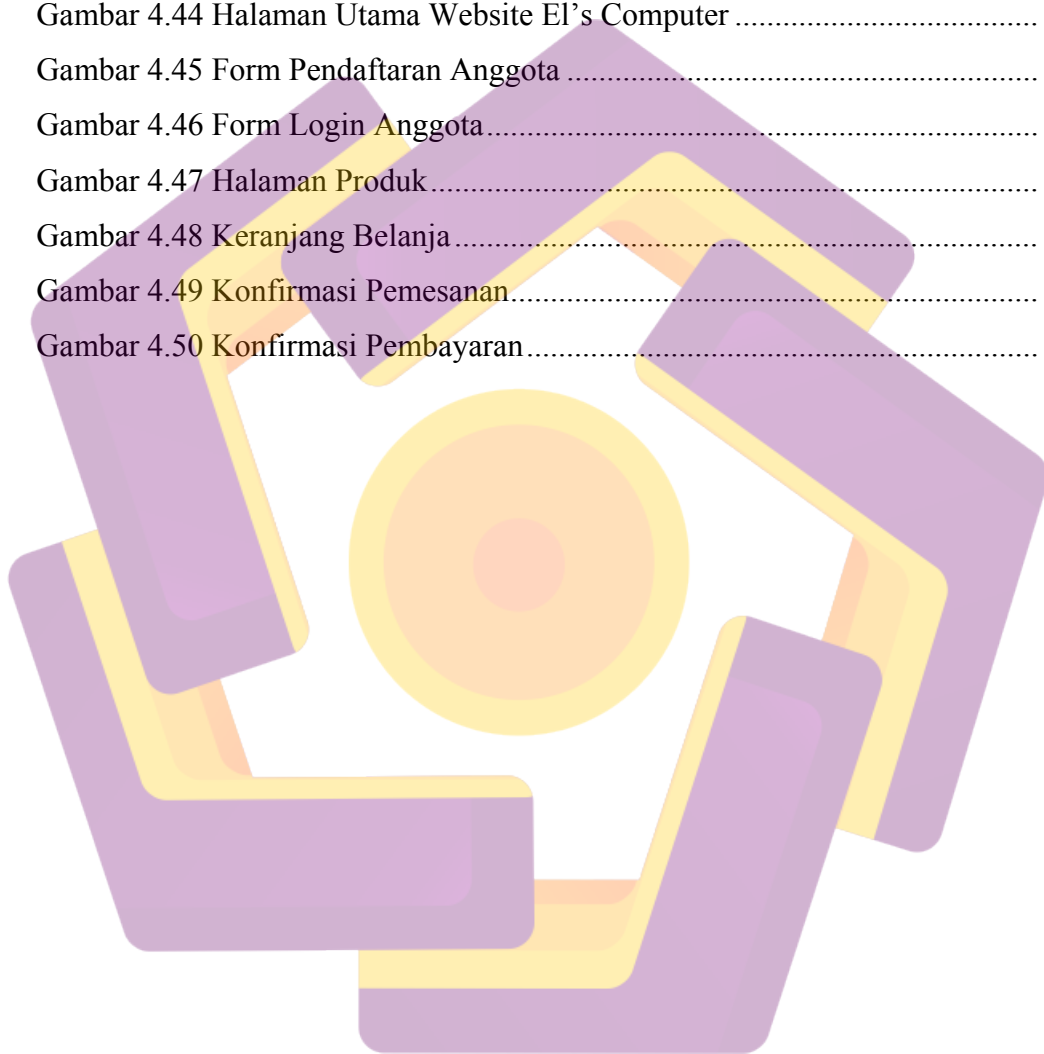 Gambar 4.44 Halaman Utama Website El’s Computer ....................................
Gambar 4.45 Form Pendaftaran Anggota .........................................................
Gambar 4.46 Form Login Anggota ...................................................................
Gambar 4.47 Halaman Produk ..........................................................................
Gambar 4.48 Keranjang Belanja .......................................................................
Gambar 4.49 Konfirmasi Pemesanan ................................................................
Gambar 4.50 Konfirmasi Pembayaran ..............................................................